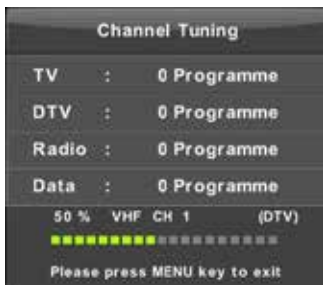 Channel Tuning
TV : 0 Programme
DTV : 0 Programme
Radio : 0 Programme
Data : 0 Programme
50 % VHF CH 1 (DTV)
Please press MENU key to exit